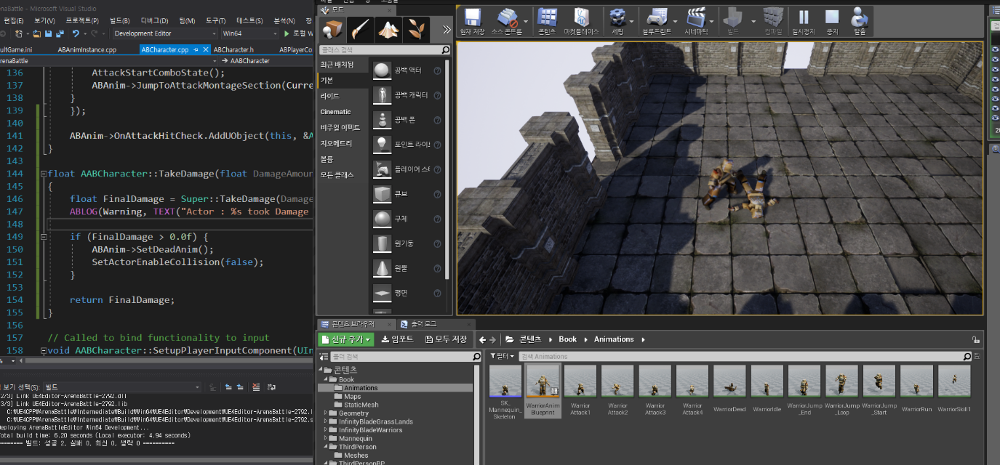 enaBattle - Microsoft Visual Studio
편집(E) 보기(V) 프로젝트(P) 빌드(B) 디버그(D) 팀(M) 도구(T) 테스트(S) 분석(N)
Development Editor Win64 로컬 W
ultGame.ini ABAnimInstance.cpp ABCharacter.cpp ABCharacter.h ABPlayerCo
renaBattle AABCharacter
136 AttackStartComboState();
137 ABAnim->JumpToAttackMontageSection(Curre
138 }
139 });
140
141 ABAnim->OnAttackHitCheck.AddUObject(this, &A
142 }
143
144 float AABCharacter::TakeDamage(float DamageAmoun
145 {
146 float FinalDamage = Super::TakeDamage(Damage
147 ABLOG(Warning, TEXT("Actor : %s took Damage
148
149 if (FinalDamage > 0.0f) {
150 ABAnim->SetDeadAnim();
151 SetActorEnableCollision(false);
152 }
153
154 return FinalDamage;
155 }
156
157 // Called to bind functionality to input
158 void AABCharacter::SetupPlayerInputComponent(UIn
보기 선택(S): 빌드
2/3] Link UE4Editor-ArenaBattle-2792.dll
3/3] Link UE4Editor-ArenaBattle-2792.lib
C:₩UE4CPP₩ArenaBattle₩Intermediate₩Build₩Win64₩UE4Editor₩Development₩UE4Editor-ArenaBattle-2792.l
C:₩UE4CPP₩ArenaBattle₩Intermediate₩Build₩Win64₩UE4Editor₩Development₩UE4Editor-ArenaBattle-2792.e
Deploying ArenaBattleEditor Win64 Development...
Total build time: 6.20 seconds (Local executor: 4.94 seconds)
======== 빌드: 성공 2, 실패 0, 최신 0, 생략 0 ==========
모드
클래스 검색
최근 배치됨
기본
라이트
Cinematic
비주얼 이펙트
지오메트리
볼륨
모든 클래스
공백 액터
공백 캐릭터
공백 폰
포인트 라이
플레이어 스
큐브
구체
원기둥
원뿔
평면
현재 저장 소스 콘트롤 콘텐츠 마켓플레이스 세팅 블루프린트 시네마틱 빌드 컴파일 일시정지 중지 탈출
콘텐츠 브라우저 출력 로그
신규 추가 임포트 모두 저장 콘텐츠 Book Animations
폴더 검색
콘텐츠
Book
Animations
Maps
StaticMesh
Geometry
InfinityBladeGrassLands
InfinityBladeWarriors
Mannequin
ThirdPerson
Meshes
ThirdPersonBP
필터 검색 Animations
SK_Mannequin_Skeleton
WarriorAnimBlueprint
Warrior Attack1
Warrior Attack2
Warrior Attack3
Warrior Attack4
WarriorDead
WarriorIdle
WarriorJump_End
WarriorJump_Loop
WarriorJump_Start
WarriorRun
WarriorSkill1